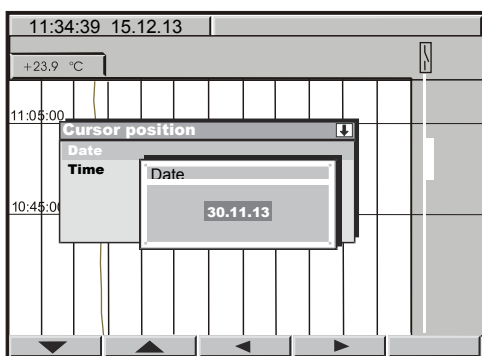 11:34:39 15.12.13
+23.9 °C
11:05:00
Cursor position
Date
Time
Date
30.11.13
10:45:00